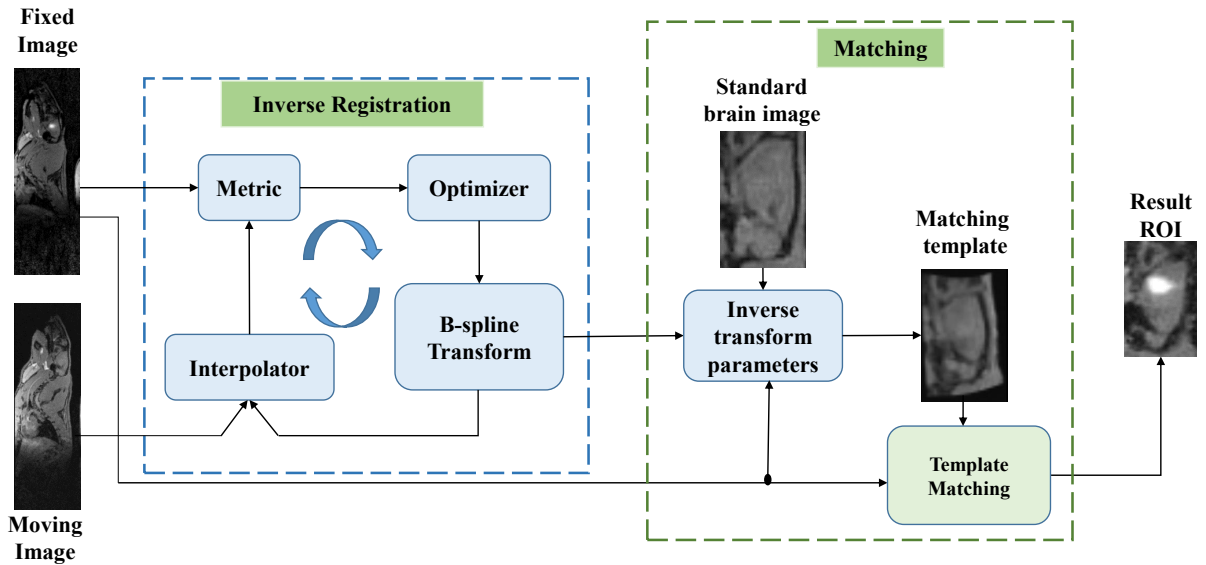 Fixed
Image
Inverse Registration
Metric
Optimizer
Interpolator
B-spline
Transform
Moving
Image
Matching
Standard
brain image
Matching
template
Inverse
transform
parameters
Template
Matching
Result
ROI